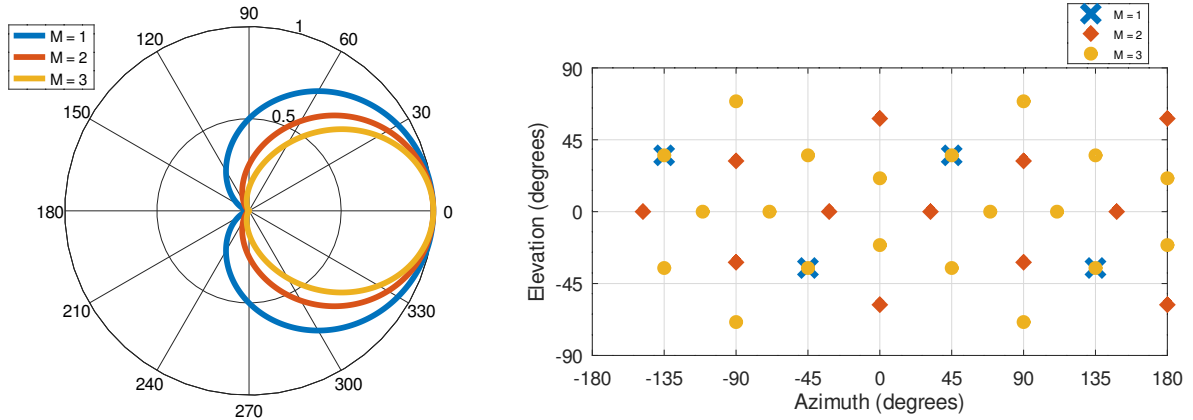 M = 1
M = 2
M = 3
90
1
120
60
150
0.5
30
180
0
210
330
240
300
270
M = 1
M = 2
M = 3
90
45
0
-45
-90
Elevation (degrees)
-180 -135 -90 -45 0 45 90 135 180
Azimuth (degrees)